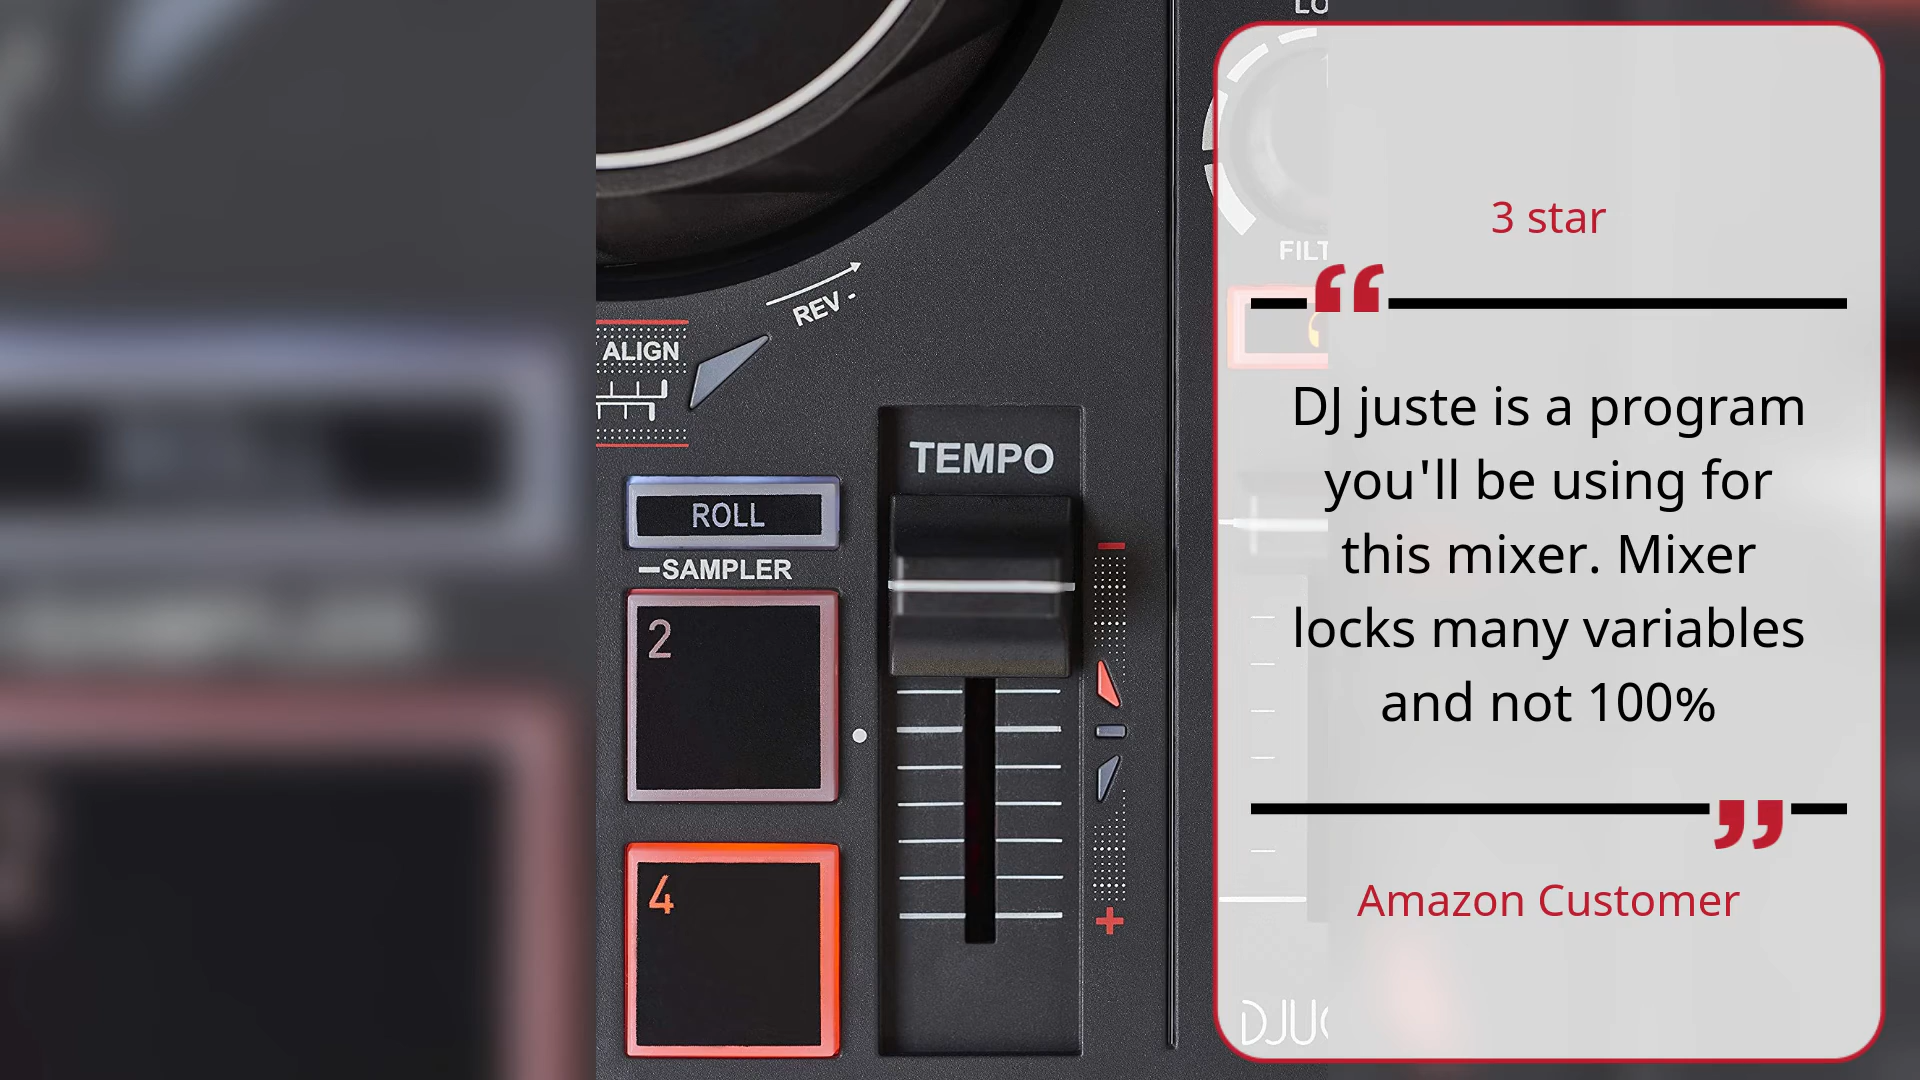 REV -
ALIGN
TEMPO
ROLL
SAMPLER
2
4
3 star
“
DJ juste is a program
you'll be using for
this mixer. Mixer
locks many variables
and not 100%
”
Amazon Customer